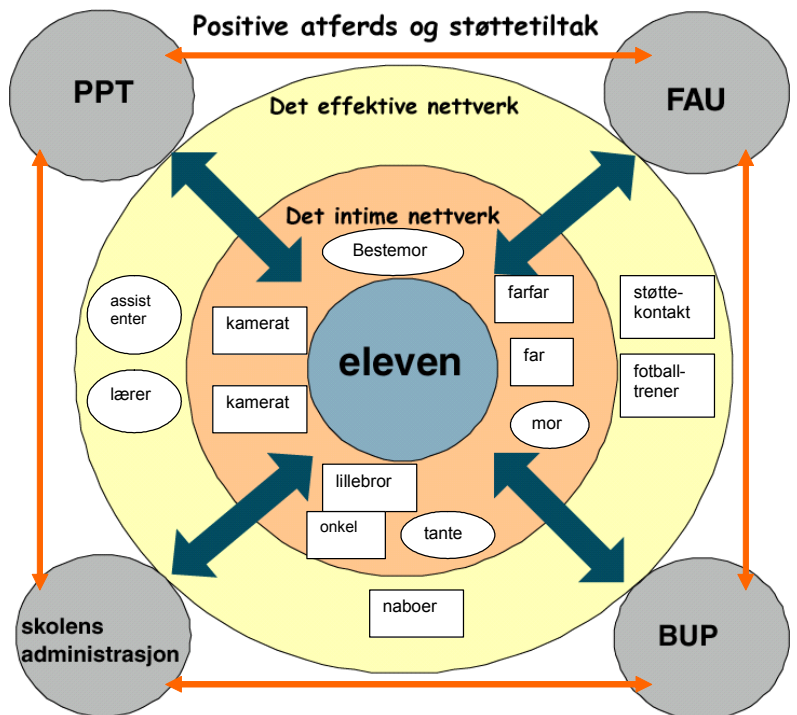 Positive atferds og støttetiltak
PPT
FAU
Det effektive nettverk
Det intime nettverk
Bestemor
assist
enter
kamerat
farfar
støtte-
kontakt
eleven
far
fotball-
trener
lærer
kamerat
mor
lillebror
onkel
tante
naboer
skolens
administrasjon
BUP